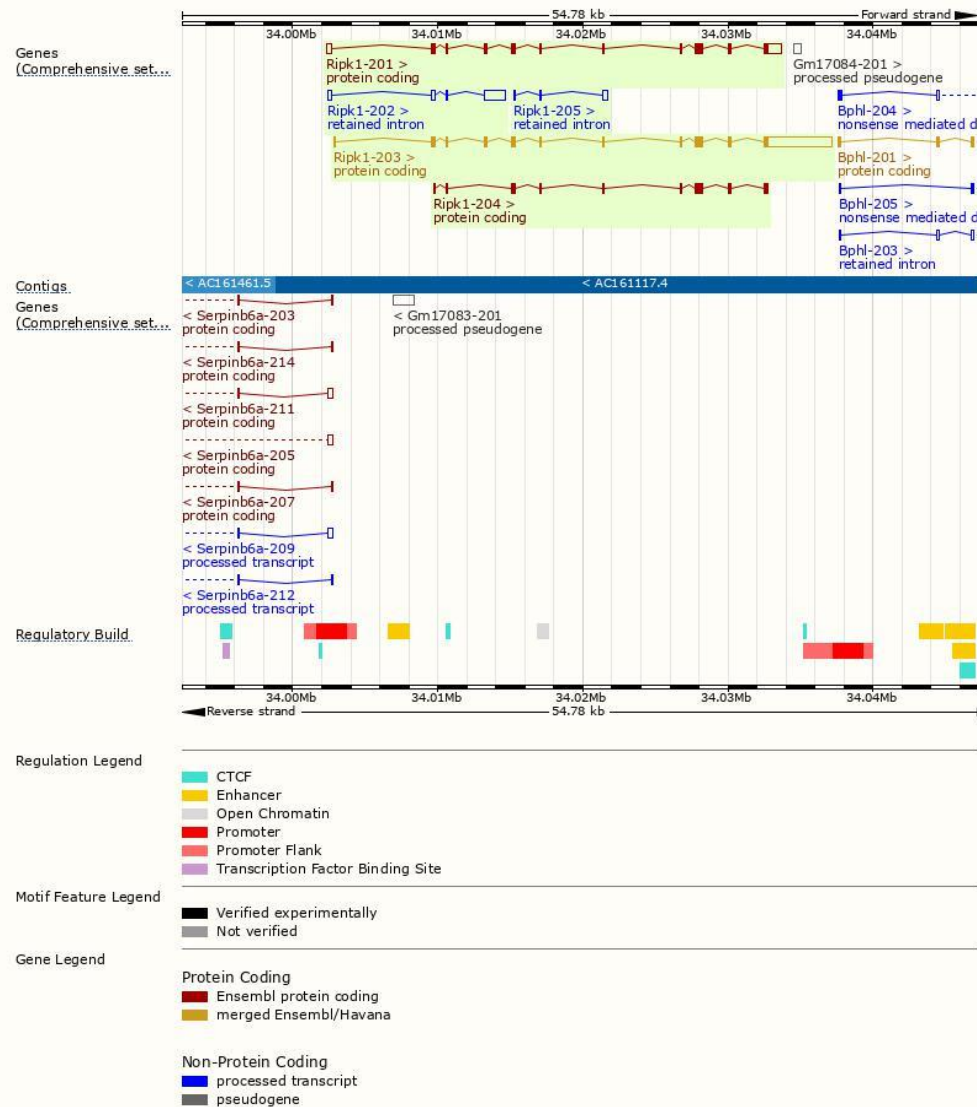 54.78 kb
Forward strand
34.00Mb 34.01Mb 34.02Mb 34.03Mb 34.04Mb
Genes
(Comprehensive set...
Ripk1-201 >
protein coding
Gm17084-201 >
processed pseudogene
Ripk1-202 >
retained intron
Ripk1-205 >
retained intron
Bphl-204 >
nonsense mediated d
Ripk1-203 >
protein coding
Bphl-201 >
protein coding
Ripk1-204 >
protein coding
Bphl-205 >
nonsense mediated d
Bphl-203 >
retained intron
Contigs
< AC161461.5
< AC161117.4
Genes
(Comprehensive set...
< Serpinb6a-203
protein coding
< Gm17083-201
processed pseudogene
< Serpinb6a-214
protein coding
< Serpinb6a-211
protein coding
< Serpinb6a-205
protein coding
< Serpinb6a-207
protein coding
< Serpinb6a-209
processed transcript
< Serpinb6a-212
processed transcript
Regulatory Build
34.00Mb 34.01Mb 34.02Mb 34.03Mb 34.04Mb
Reverse strand
54.78 kb
Regulation Legend
CTCF
Enhancer
Open Chromatin
Promoter
Promoter Flank
Transcription Factor Binding Site
Motif Feature Legend
Verified experimentally
Not verified
Gene Legend
Protein Coding
Ensembl protein coding
merged Ensembl/Havana
Non-Protein Coding
processed transcript
pseudogene